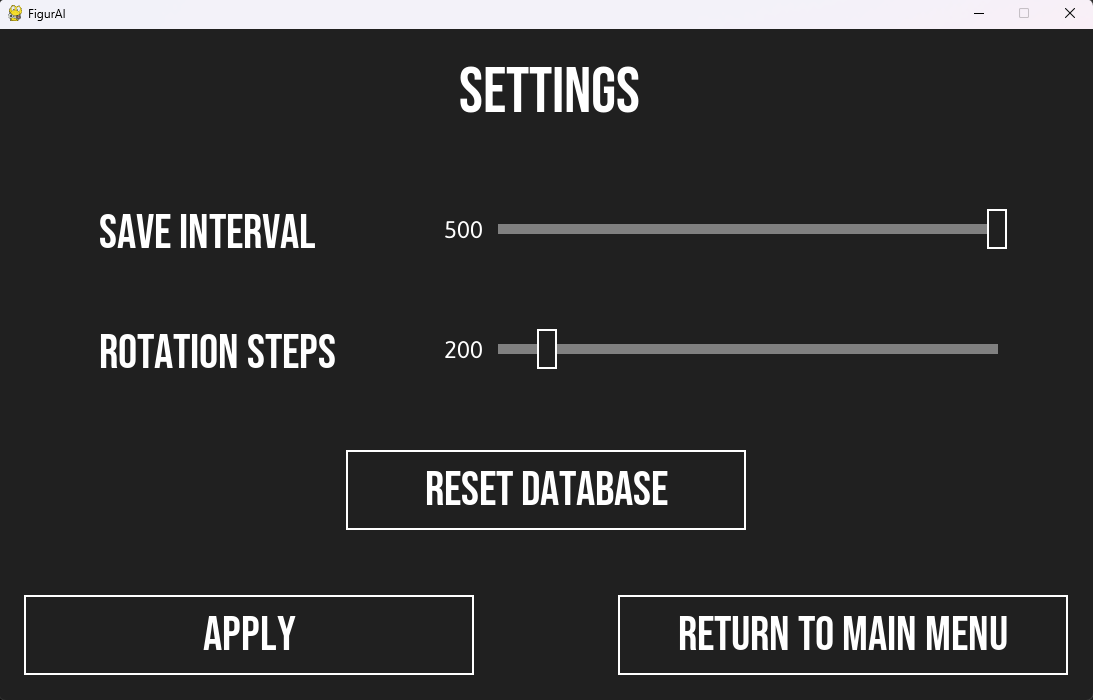 FigurAI
SETTINGS
SAVE INTERVAL 500
ROTATION STEPS 200
RESET DATABASE
APPLY
RETURN TO MAIN MENU